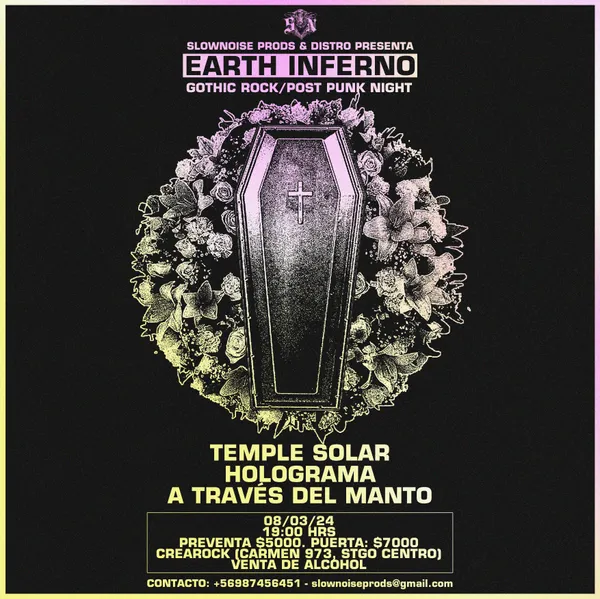 SN
SLOWNOISE PRODS & DISTRO PRESENTA
EARTH INFERNO
GOTHIC ROCK/POST PUNK NIGHT
TEMPLE SOLAR
HOLOGRAMA
A TRAVÉS DEL MANTO
08/03/24
19:00 HRS
PREVENTA $5000. PUERTA: $7000
CREAROCK (CARMEN 973, STGO CENTRO)
VENTA DE ALCOHOL
CONTACTO: +56987456451 - slownoiseprods@gmail.com